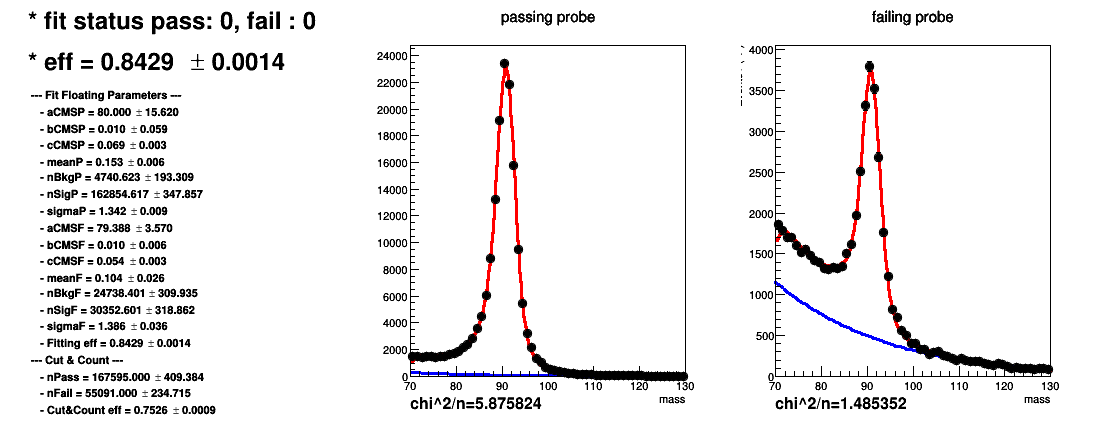 * fit status pass: 0, fail : 0
* eff = 0.8429 ± 0.0014
--- Fit Floating Parameters ---
- aCMSP = 80.000 ± 15.620
- bCMSP = 0.010 ± 0.059
- cCMSP = 0.069 ± 0.003
- meanP = 0.153 ± 0.006
- nBkgP = 4740.623 ± 193.309
- nSigP = 162854.617 ± 347.857
- sigmaP = 1.342 ± 0.009
- aCMSF = 79.388 ± 3.570
- bCMSF = 0.010 ± 0.006
- cCMSF = 0.054 ± 0.003
- meanF = 0.104 ± 0.026
- nBkgF = 24738.401 ± 309.935
- nSigF = 30352.601 ± 318.862
- sigmaF = 1.386 ± 0.036
- Fitting eff = 0.8429 ± 0.0014
--- Cut & Count ---
- nPass = 167595.000 ± 409.384
- nFail = 55091.000 ± 234.715
- Cut&Count eff = 0.7526 ± 0.0009
passing probe
24000
22000
20000
18000
16000
14000
12000
10000
8000
6000
4000
2000
0
70 80 90 100 110 120 130
mass
chi^2/n=5.875824
failing probe
4000
3500
3000
2500
2000
1500
1000
500
0
70 80 90 100 110 120 130
mass
chi^2/n=1.485352